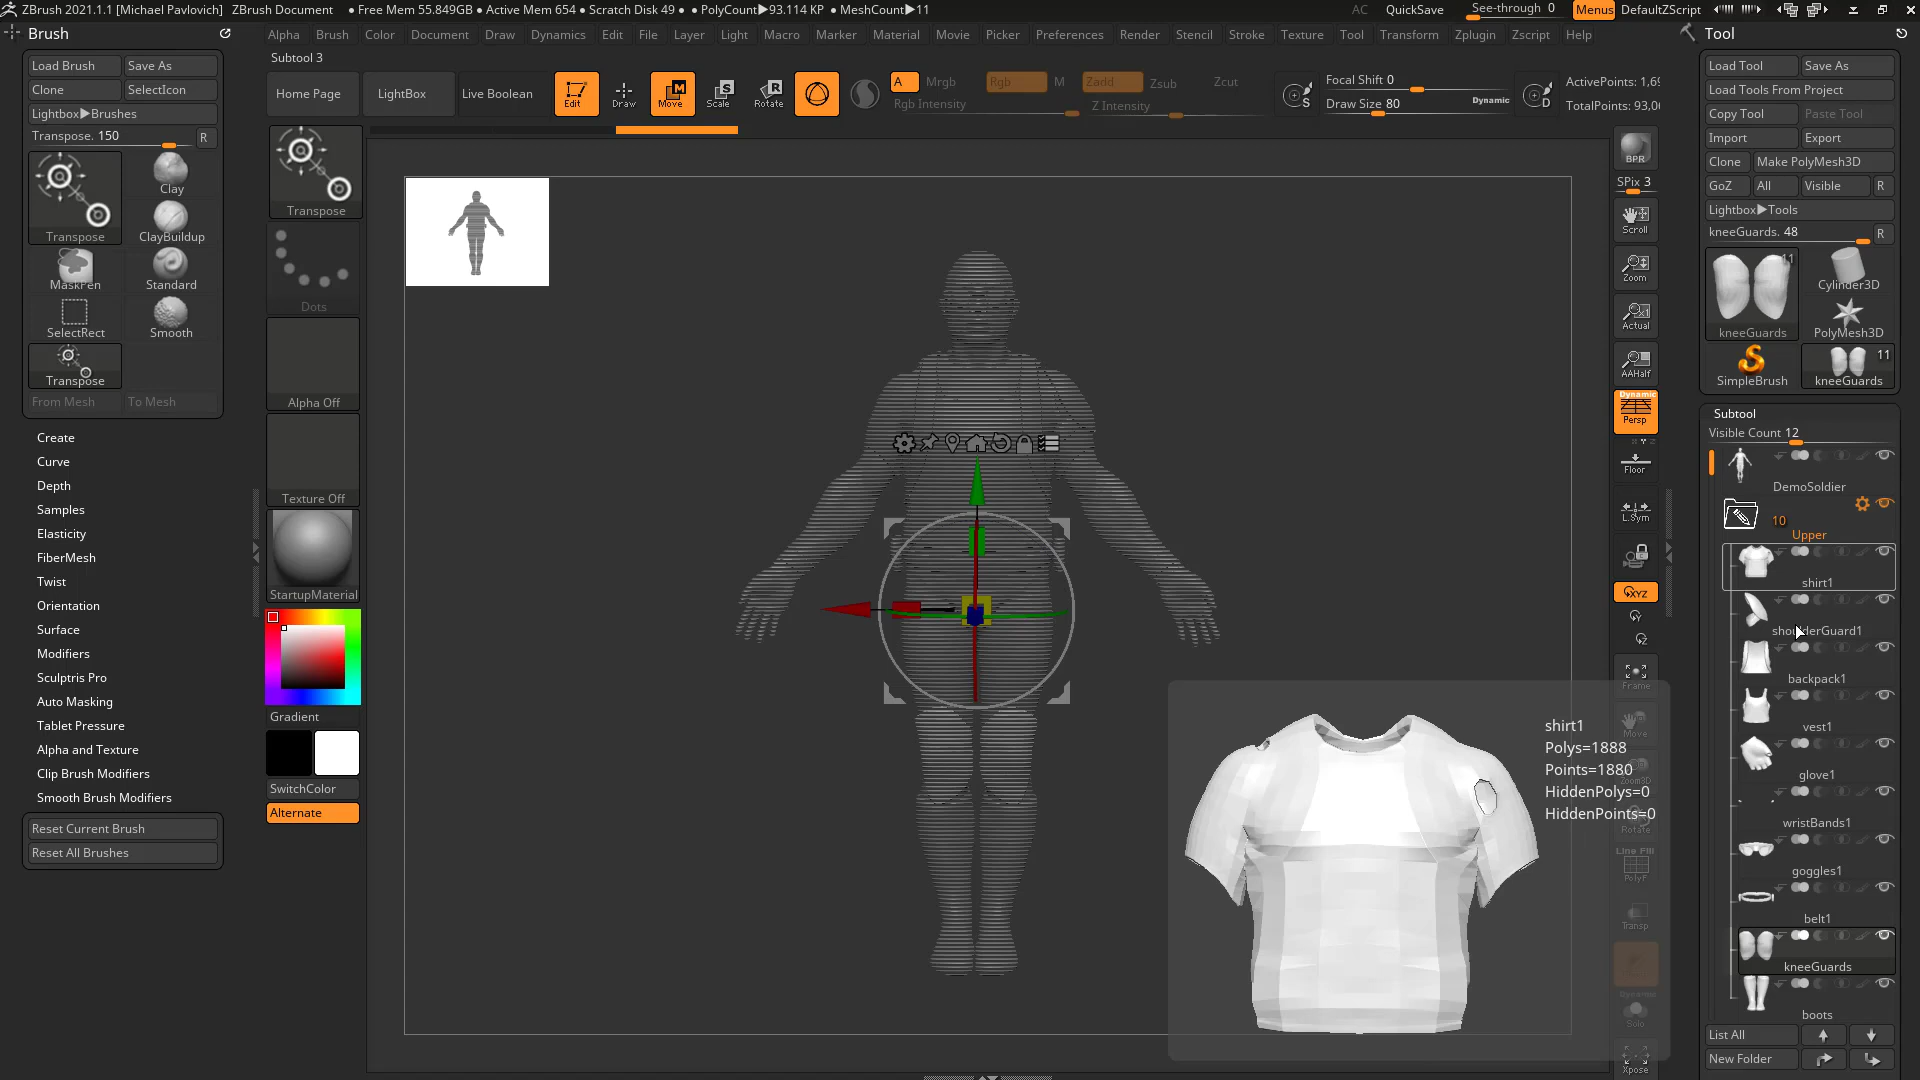 ZBrush 2021.1.1 [Michael Pavlovich] ZBrush Document • Free Mem 55.849GB • Active Mem 654 • Scratch Disk 49 • PolyCount▶93.114 KP • MeshCount▶11 AC QuickSave See-through 0 Menus DefaultZScript
Brush
Alpha Brush Color Document Draw Dynamics Edit File Layer Light Macro Marker Material Movie Picker Preferences Render Stencil Stroke Texture Tool Transform Zplugin Zscript Help
Tool
Subtool 3
Load Brush Save As
Clone SelectIcon
Lightbox▶Brushes
Transpose. 150 R
Transpose
Clay
ClayBuildup
MaskPen
Standard
SelectRect
Smooth
Transpose
From Mesh To Mesh
Create
Curve
Depth
Samples
Elasticity
FiberMesh
Twist
Orientation
Surface
Modifiers
Sculptris Pro
Auto Masking
Tablet Pressure
Alpha and Texture
Clip Brush Modifiers
Smooth Brush Modifiers
Reset Current Brush
Reset All Brushes
Home Page LightBox Live Boolean Edit Draw Move Scale Rotate
A Mrgb Rgb M Zadd Zsub Zcut
Rgb Intensity Z Intensity
Focal Shift 0
Draw Size 80 Dynamic
S
D
ActivePoints: 1,69
TotalPoints: 93,0
Transpose
Dots
Alpha Off
Texture Off
StartupMaterial
Gradient
SwitchColor
Alternate
BPR
SPix 3
Scroll
Zoom
Actual
AAHalf
Dynamic
Persp
Floor
L.Sym
XYZ
Frame
Move
Zoom3D
Rotate
Line Fill
PolyF
Transp
Dynamic
Solo
Xpose
shirt1
Polys=1888
Points=1880
HiddenPolys=0
HiddenPoints=0
Load Tool Save As
Load Tools From Project
Copy Tool Paste Tool
Import Export
Clone Make PolyMesh3D
GoZ All Visible R
Lightbox▶Tools
kneeGuards. 48 R
11
kneeGuards
Cylinder3D
PolyMesh3D
SimpleBrush
11
kneeGuards
Subtool
Visible Count 12
DemoSoldier
10
Upper
shirt1
shoulderGuard1
backpack1
vest1
glove1
wristBands1
goggles1
belt1
kneeGuards
boots
List All
New Folder